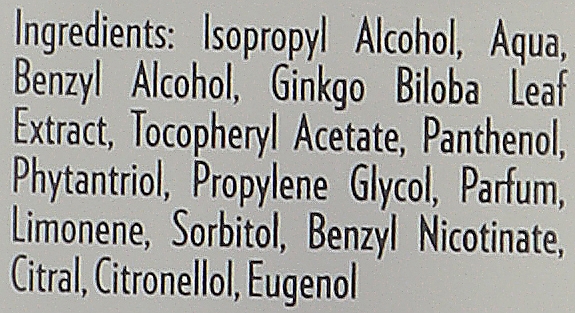 Ingredients: Isopropyl Alcohol, Aqua,
Benzyl Alcohol, Ginkgo Biloba Leaf
Extract, Tocopheryl Acetate, Panthenol,
Phytantriol, Propylene Glycol, Parfum,
Limonene, Sorbitol, Benzyl Nicotinate,
Citral, Citronellol, Eugenol